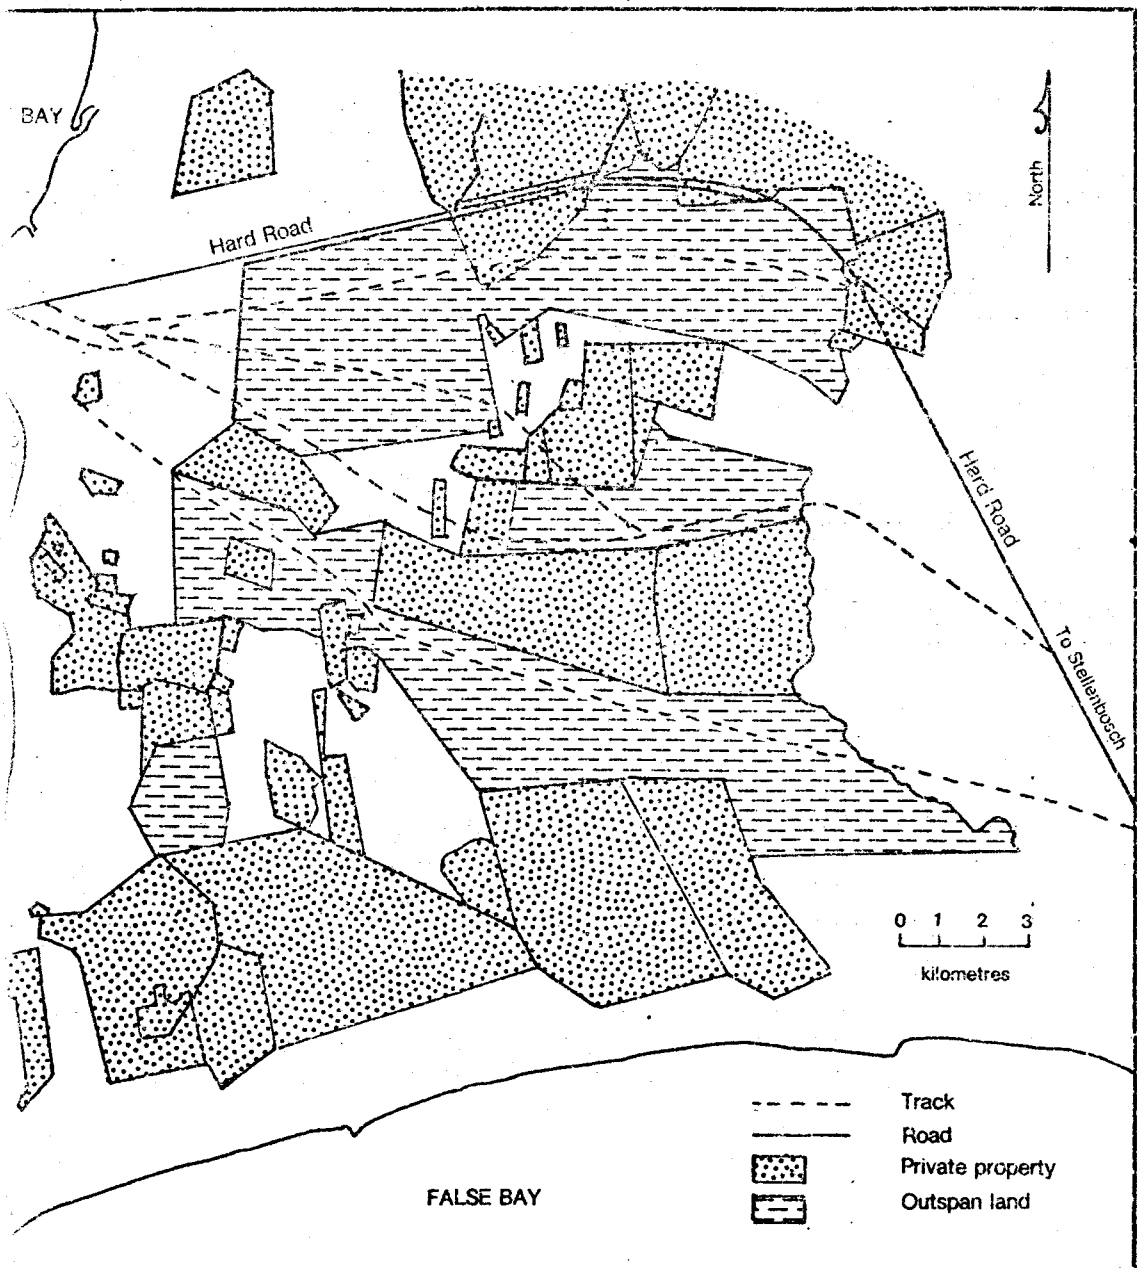 BAY
North
Hard Road
Hard Road
To Stellenbosch
0 1 2 3
kilometres
Track
Road
Private property
Outspan land
FALSE BAY